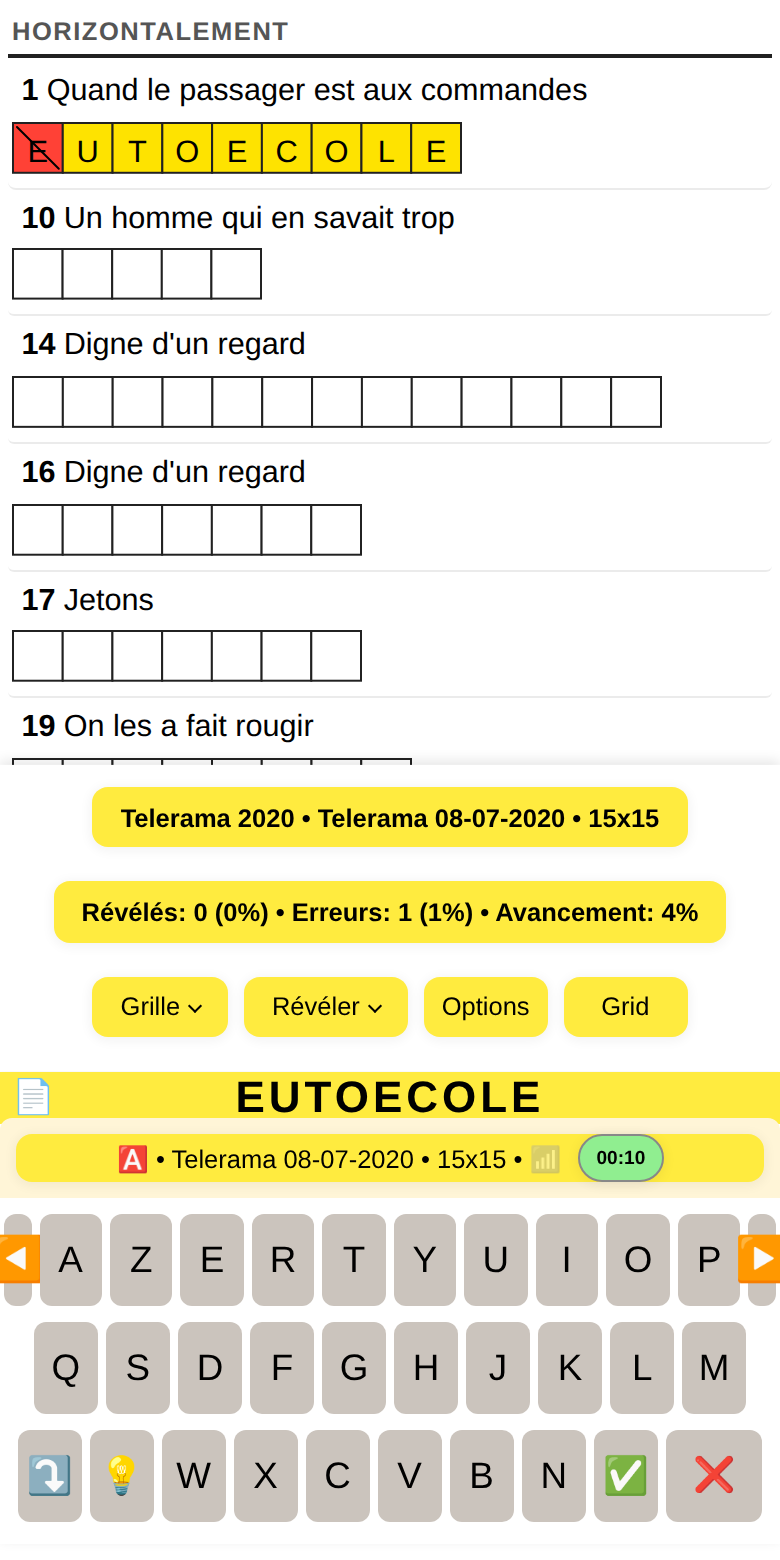 HORIZONTALEMENT
1 Quand le passager est aux commandes
E U T O E C O L E
10 Un homme qui en savait trop
14 Digne d'un regard
16 Digne d'un regard
17 Jetons
19 On les a fait rougir
Telerama 2020 • Telerama 08-07-2020 • 15x15
Révélés: 0 (0%) • Erreurs: 1 (1%) • Avancement: 4%
Grille Révéler Options Grid
EUTOECOLE
🅰 • Telerama 08-07-2020 • 15x15 • 00:10
A Z E R T Y U I O P
Q S D F G H J K L M
W X C V B N